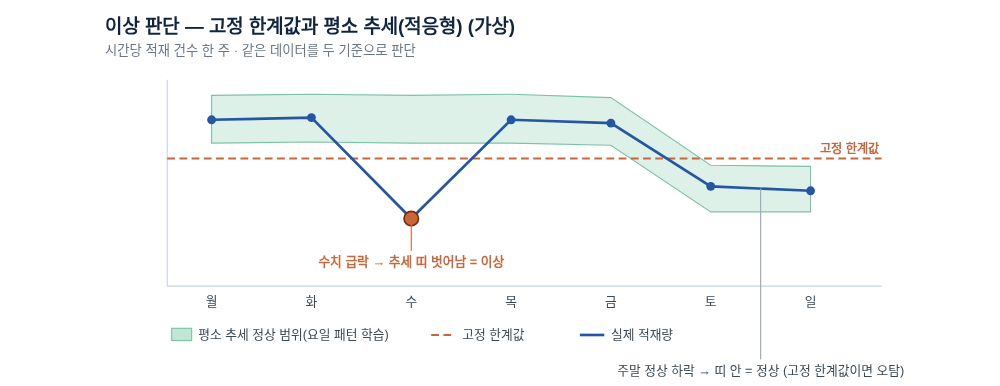 이상 판단 — 고정 한계값과 평소 추세(적응형) (가상)
시간당 적재 건수 한 주 · 같은 데이터를 두 기준으로 판단
고정 한계값
수치 급락 → 추세 띠 벗어남 = 이상
월 화 수 목 금 토 일
평소 추세 정상 범위(요일 패턴 학습) 고정 한계값 실제 적재량
주말 정상 하락 → 띠 안 = 정상 (고정 한계값이면 오탐)